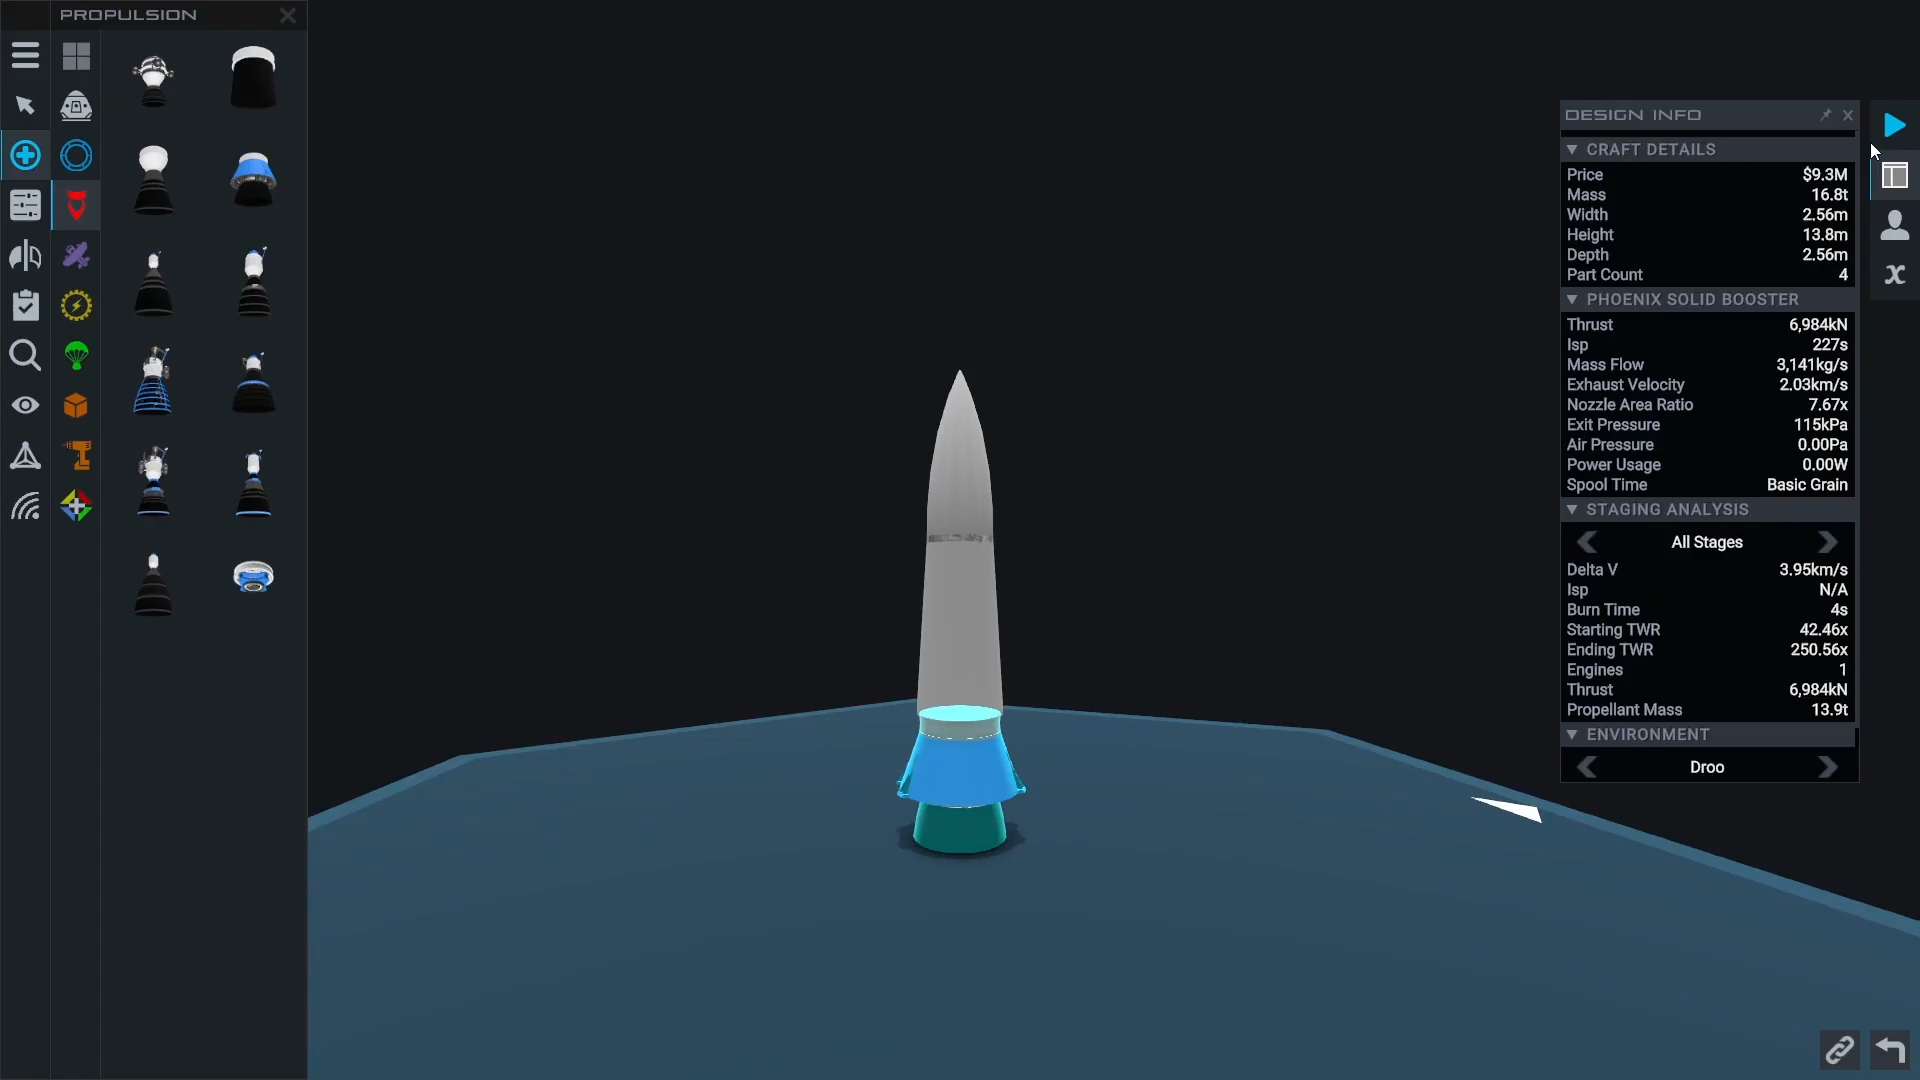 PROPULSION
DESIGN INFO
CRAFT DETAILS
Price $9.3M
Mass 16.8t
Width 2.56m
Height 13.8m
Depth 2.56m
Part Count 4
PHOENIX SOLID BOOSTER
Thrust 6,984kN
Isp 227s
Mass Flow 3,141kg/s
Exhaust Velocity 2.03km/s
Nozzle Area Ratio 7.67x
Exit Pressure 115kPa
Air Pressure 0.00Pa
Power Usage 0.00W
Spool Time Basic Grain
STAGING ANALYSIS
All Stages
Delta V 3.95km/s
Isp N/A
Burn Time 4s
Starting TWR 42.46x
Ending TWR 250.56x
Engines 1
Thrust 6,984kN
Propellant Mass 13.9t
ENVIRONMENT
Droo